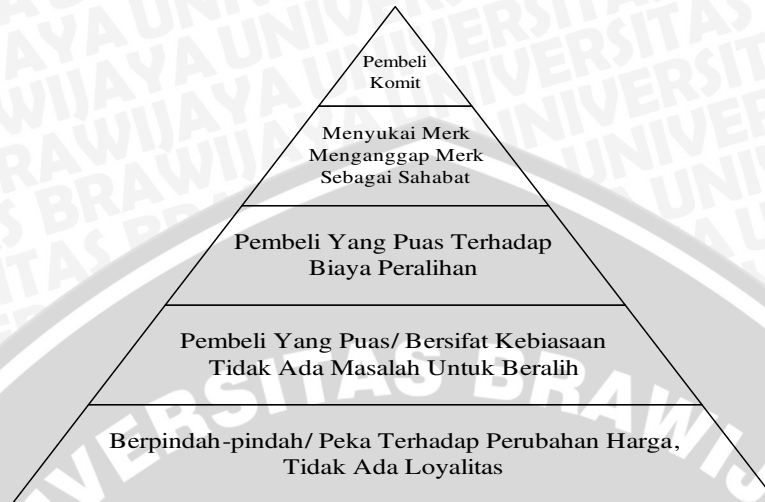 Pembeli
Komit
Menyukai Merk
Menganggap Merk
Sebagai Sahabat
Pembeli Yang Puas Terhadap
Biaya Peralihan
Pembeli Yang Puas/ Bersifat Kebiasaan
Tidak Ada Masalah Untuk Beralih
Berpindah-pindah/ Peka Terhadap Perubahan Harga,
Tidak Ada Loyalitas